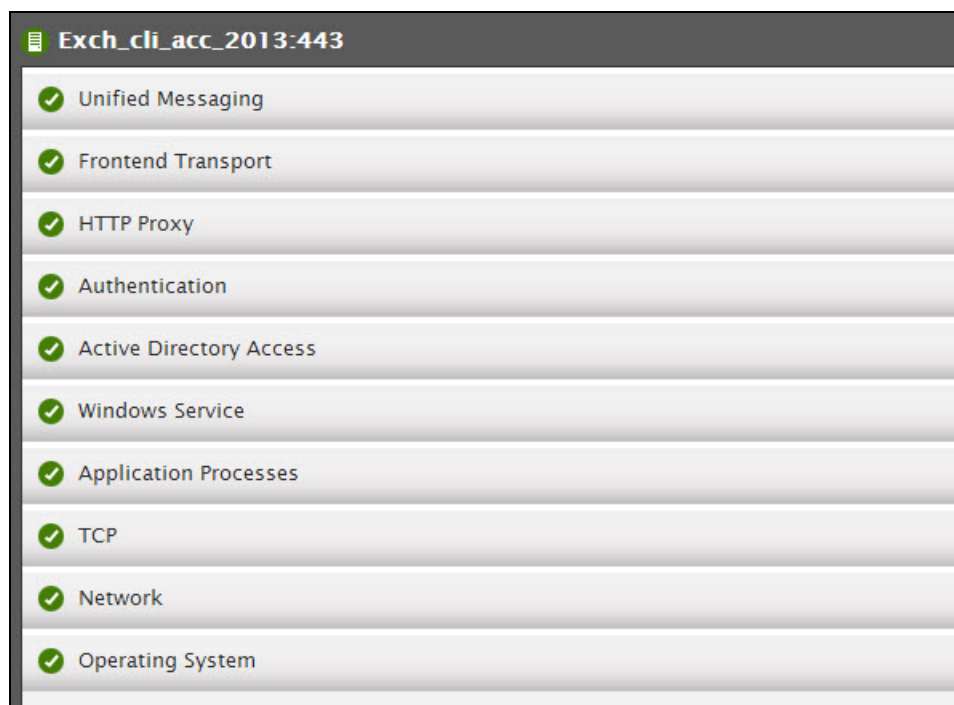 Exch_cli_acc_2013:443
Unified Messaging
Frontend Transport
HTTP Proxy
Authentication
Active Directory Access
Windows Service
Application Processes
TCP
Network
Operating System